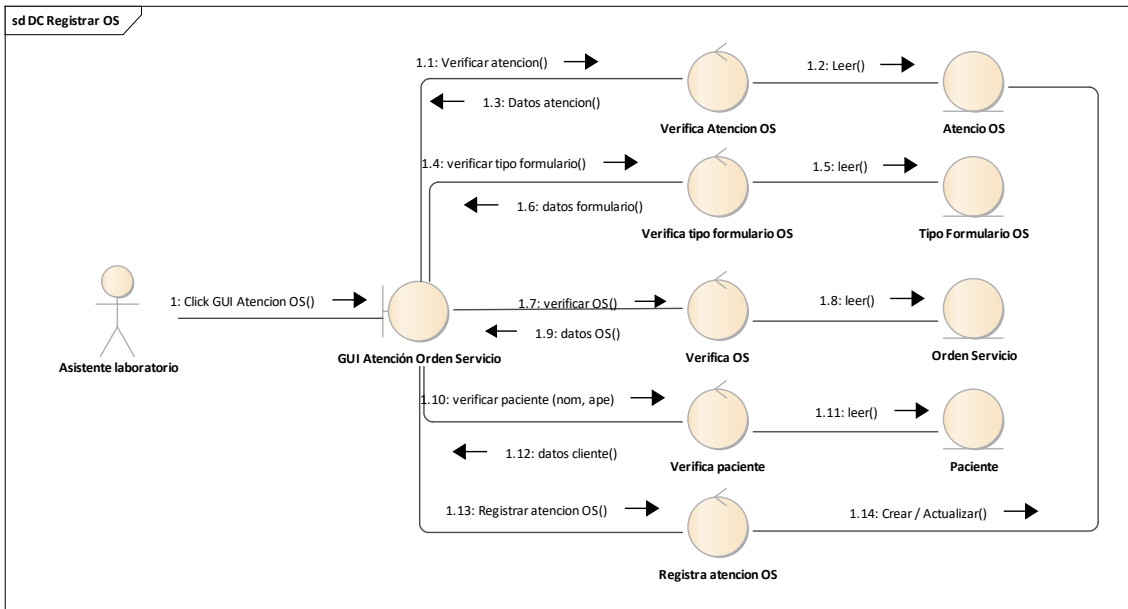 sd DC Registrar OS
1.1: Verificar atencion()
1.2: Leer()
1.3: Datos atencion()
Verifica Atencion OS
Atencio OS
1.4: verificar tipo formulario()
1.5: leer()
1.6: datos formulario()
Verifica tipo formulario OS
Tipo Formulario OS
1: Click GUI Atencion OS()
1.7: verificar OS()
1.8: leer()
1.9: datos OS()
Asistente laboratorio
GUI Atención Orden Servicio
Verifica OS
Orden Servicio
1.10: verificar paciente (nom, ape)
1.11: leer()
1.12: datos cliente()
Verifica paciente
Paciente
1.13: Registrar atencion OS()
1.14: Crear / Actualizar()
Registra atencion OS